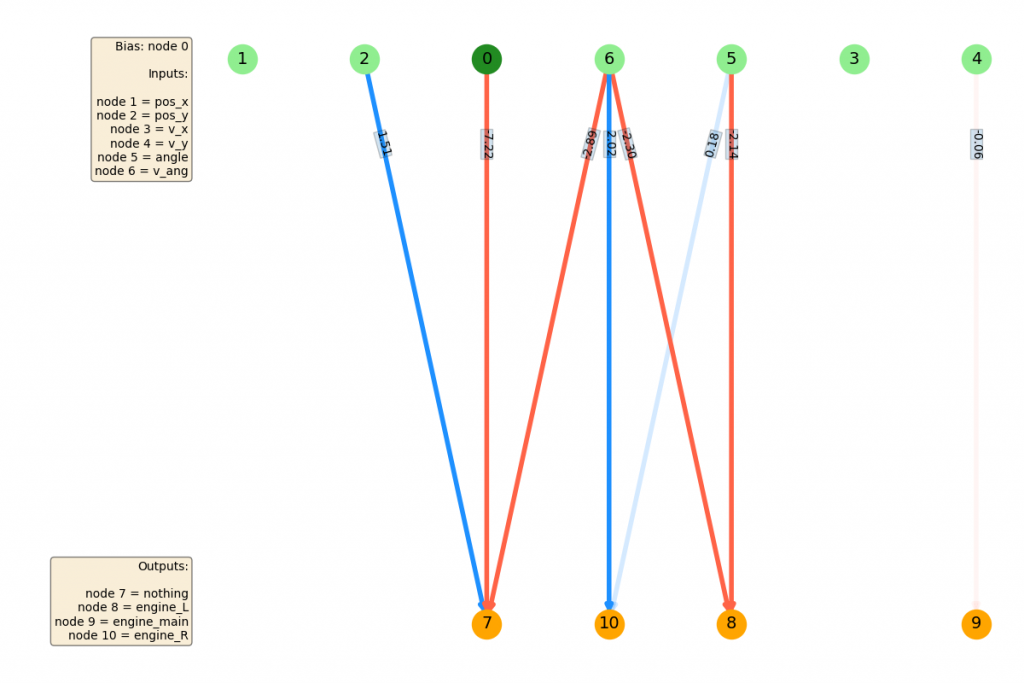 Bias: node 0
Inputs:
node 1 = pos_x
node 2 = pos_y
node 3 = v_x
node 4 = v_y
node 5 = angle
node 6 = v_ang
1 2 0 6 5 3 4
1.51 -7.22 -2.89 2.02 -2.30 0.18 -2.14 -0.06
Outputs:
node 7 = nothing
node 8 = engine_L
node 9 = engine_main
node 10 = engine_R
7 10 8 9